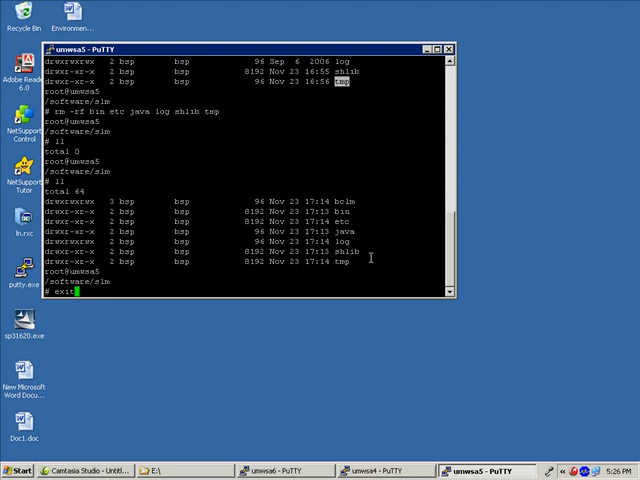 Recycle Bin
Environmen...
Adobe Reade
6.0
NetSupport
Control
NetSupport
Tutor
ln.rxc
putty.exe
sp31620.exe
New Microsoft
Word Docu...
Doc1.doc
umwsa5 - PuTTY
drwxrwxrwx 2 bsp bsp 96 Sep 6 2006 log
drwxr-xr-x 2 bsp bsp 8192 Nov 23 16:55 shlib
drwxr-xr-x 2 bsp bsp 96 Nov 23 16:56 tmp
root@umwsa5
/software/slm
# rm -rf bin etc java log shlib tmp
root@umwsa5
/software/slm
# ll
total 0
root@umwsa5
/software/slm
# ll
total 64
drwxrwxrwx 3 bsp bsp 96 Nov 23 17:14 bclm
drwxr-xr-x 2 bsp bsp 8192 Nov 23 17:13 bin
drwxr-xr-x 2 bsp bsp 8192 Nov 23 17:14 etc
drwxr-xr-x 2 bsp bsp 8192 Nov 23 17:13 java
drwxrwxrwx 2 bsp bsp 96 Nov 23 17:14 log
drwxr-xr-x 2 bsp bsp 8192 Nov 23 17:13 shlib
drwxr-xr-x 2 bsp bsp 8192 Nov 23 17:14 tmp
root@umwsa5
/software/slm
# exit
Start
Camtasia Studio - Untitl...
E:\
umwsa6 - PuTTY
umwsa4 - PuTTY
umwsa5 - PuTTY
«
5:26 PM